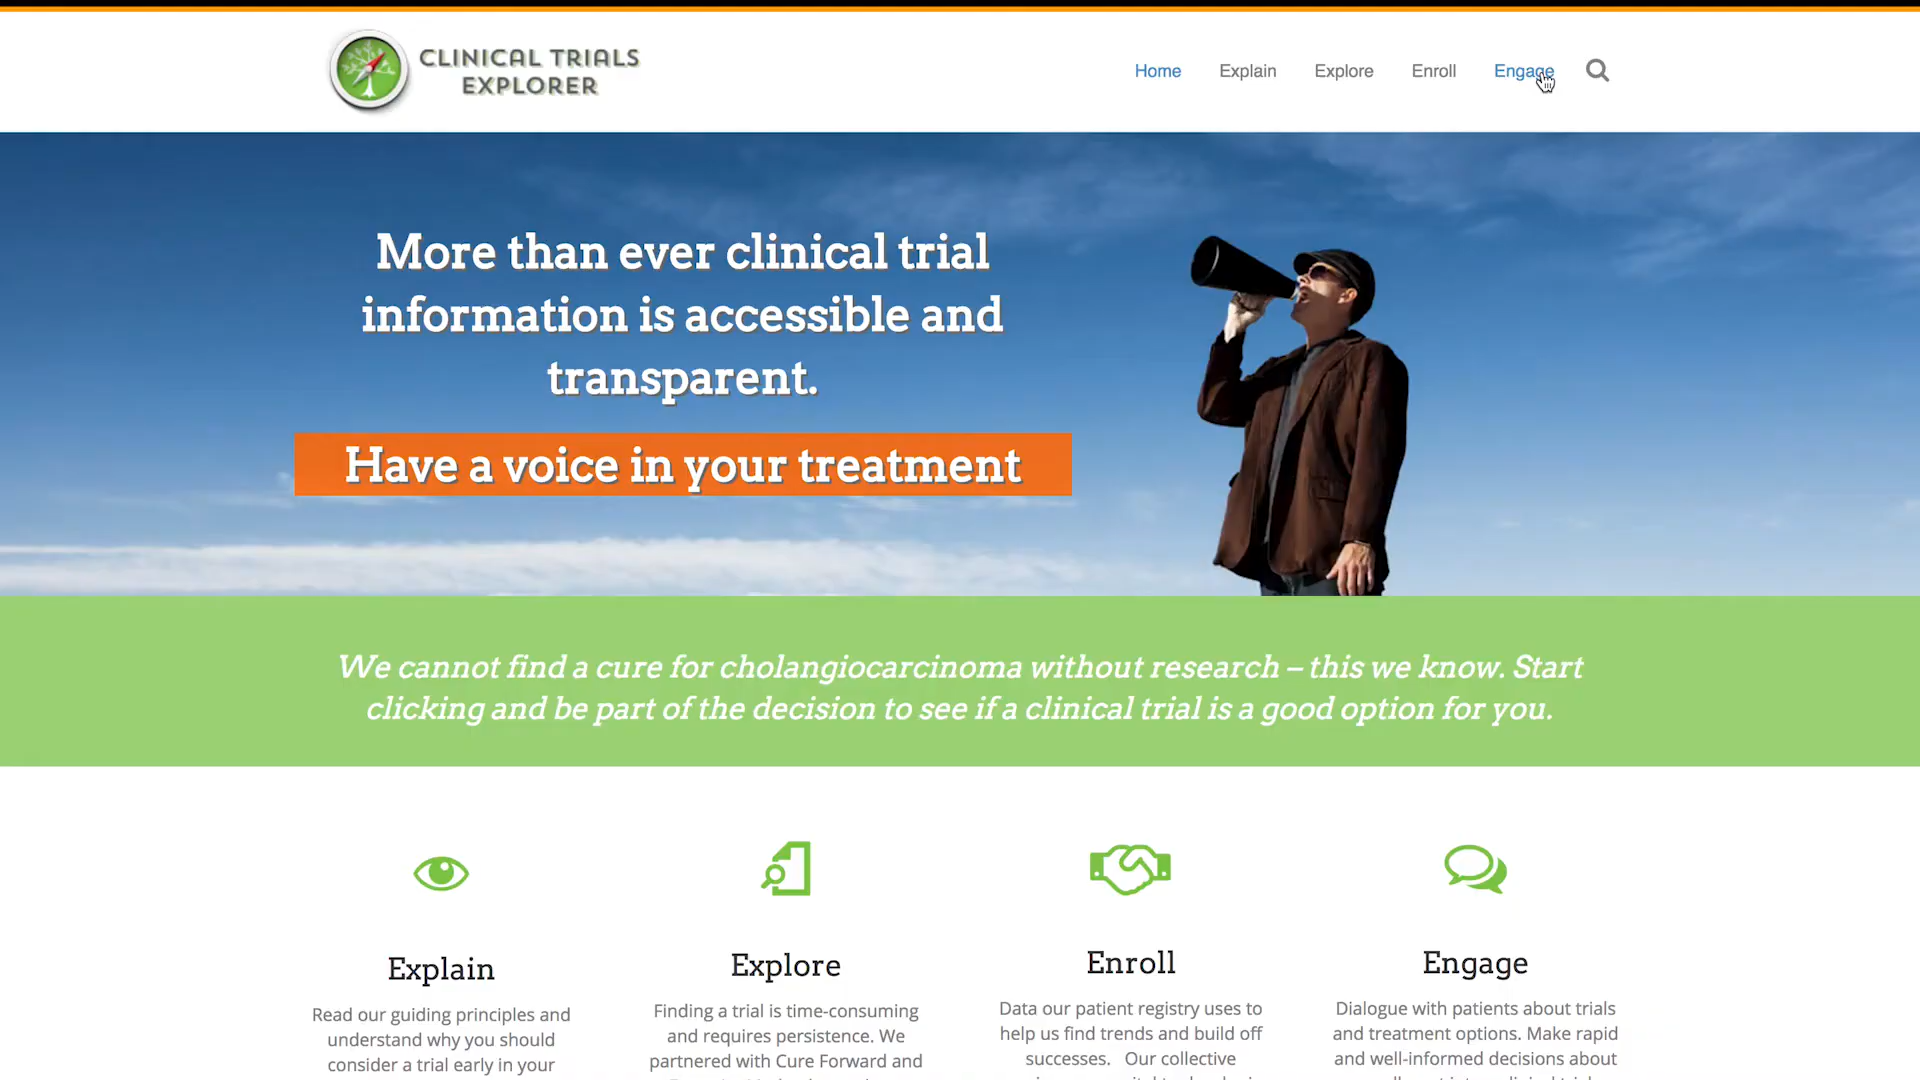 CLINICAL TRIALS
EXPLORER
Home Explain Explore Enroll Engage
More than ever clinical trial
information is accessible and
transparent.
Have a voice in your treatment
We cannot find a cure for cholangiocarcinoma without research – this we know. Start
clicking and be part of the decision to see if a clinical trial is a good option for you.
Explain
Read our guiding principles and
understand why you should
consider a trial early in your
Explore
Finding a trial is time-consuming
and requires persistence. We
partnered with Cure Forward and
Enroll
Data our patient registry uses to
help us find trends and build off
successes. Our collective
Engage
Dialogue with patients about trials
and treatment options. Make rapid
and well-informed decisions about